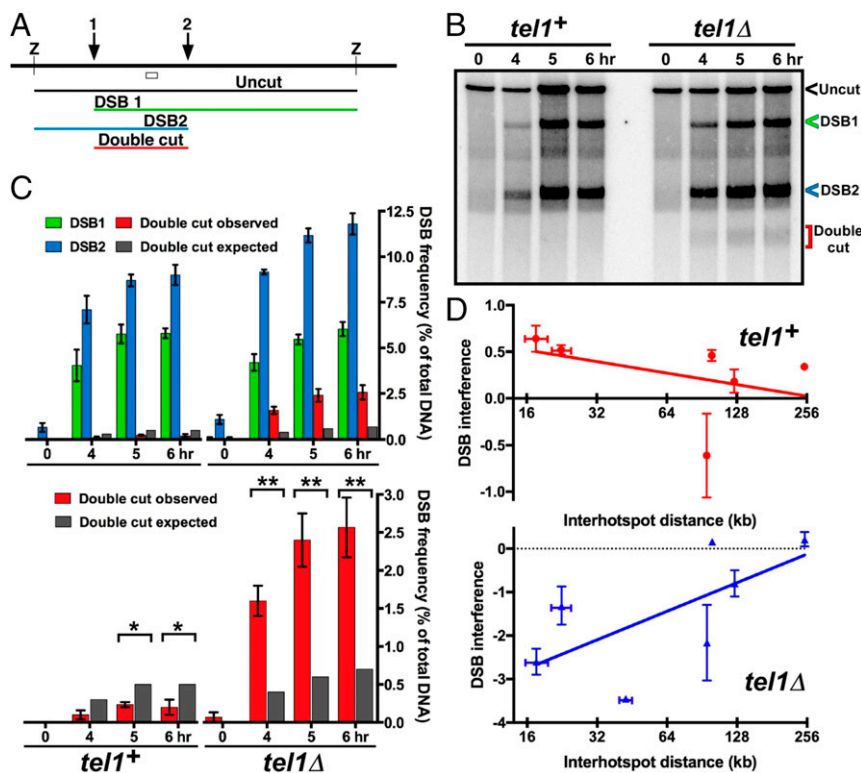 A
1 2
Z Z
Uncut
DSB 1
DSB2
Double cut
B
tel1+ tel1Δ
0 4 5 6 hr 0 4 5 6 hr
Uncut
DSB1
DSB2
Double
cut
C
DSB1 Double cut observed
DSB2 Double cut expected
12.5
10.0
7.5
5.0
2.5
0.0
DSB frequency (% of total DNA)
0 4 5 6 hr 0 4 5 6 hr
Double cut observed
Double cut expected
* *
** ** **
3.0
2.5
2.0
1.5
1.0
0.5
0.0
DSB frequency (% of total DNA)
0 4 5 6 hr 0 4 5 6 hr
tel1+ tel1Δ
D
tel1+
1.0
0.5
0.0
-0.5
-1.0
DSB interference
16 32 64 128 256
Interhotspot distance (kb)
0
-1
-2
-3
-4
DSB interference
tel1Δ
16 32 64 128 256
Interhotspot distance (kb)